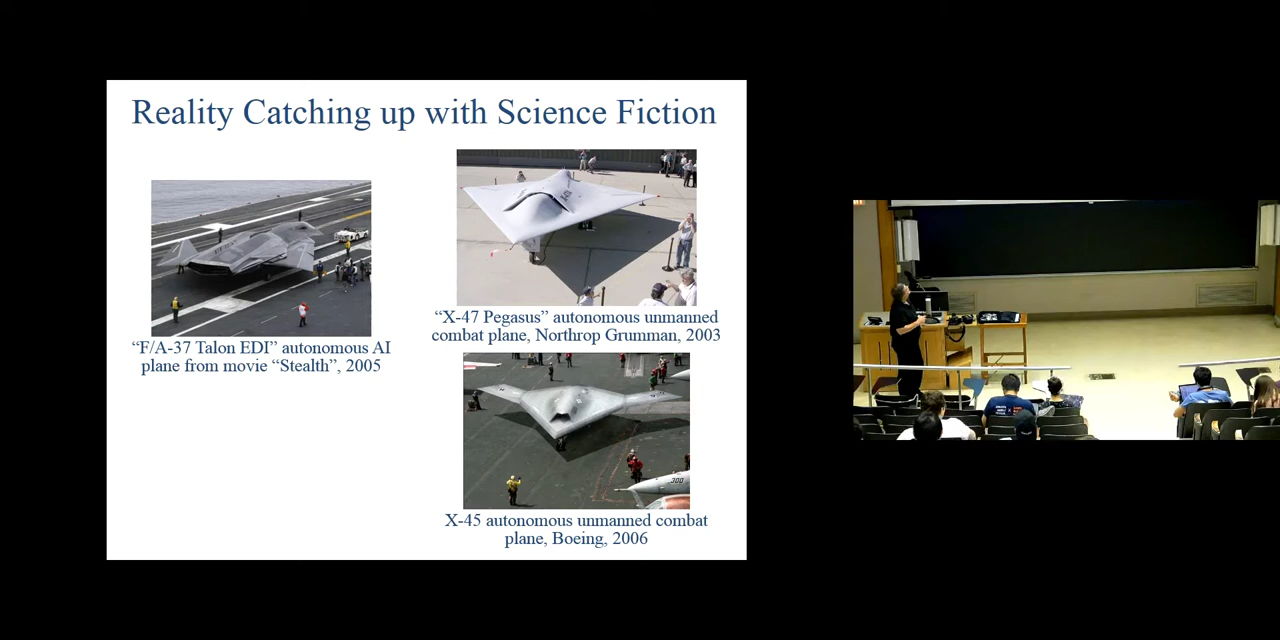 Reality Catching up with Science Fiction
“F/A-37 Talon EDI” autonomous AI
plane from movie “Stealth”, 2005
“X-47 Pegasus” autonomous unmanned
combat plane, Northrop Grumman, 2003
300
X-45 autonomous unmanned combat
plane, Boeing, 2006